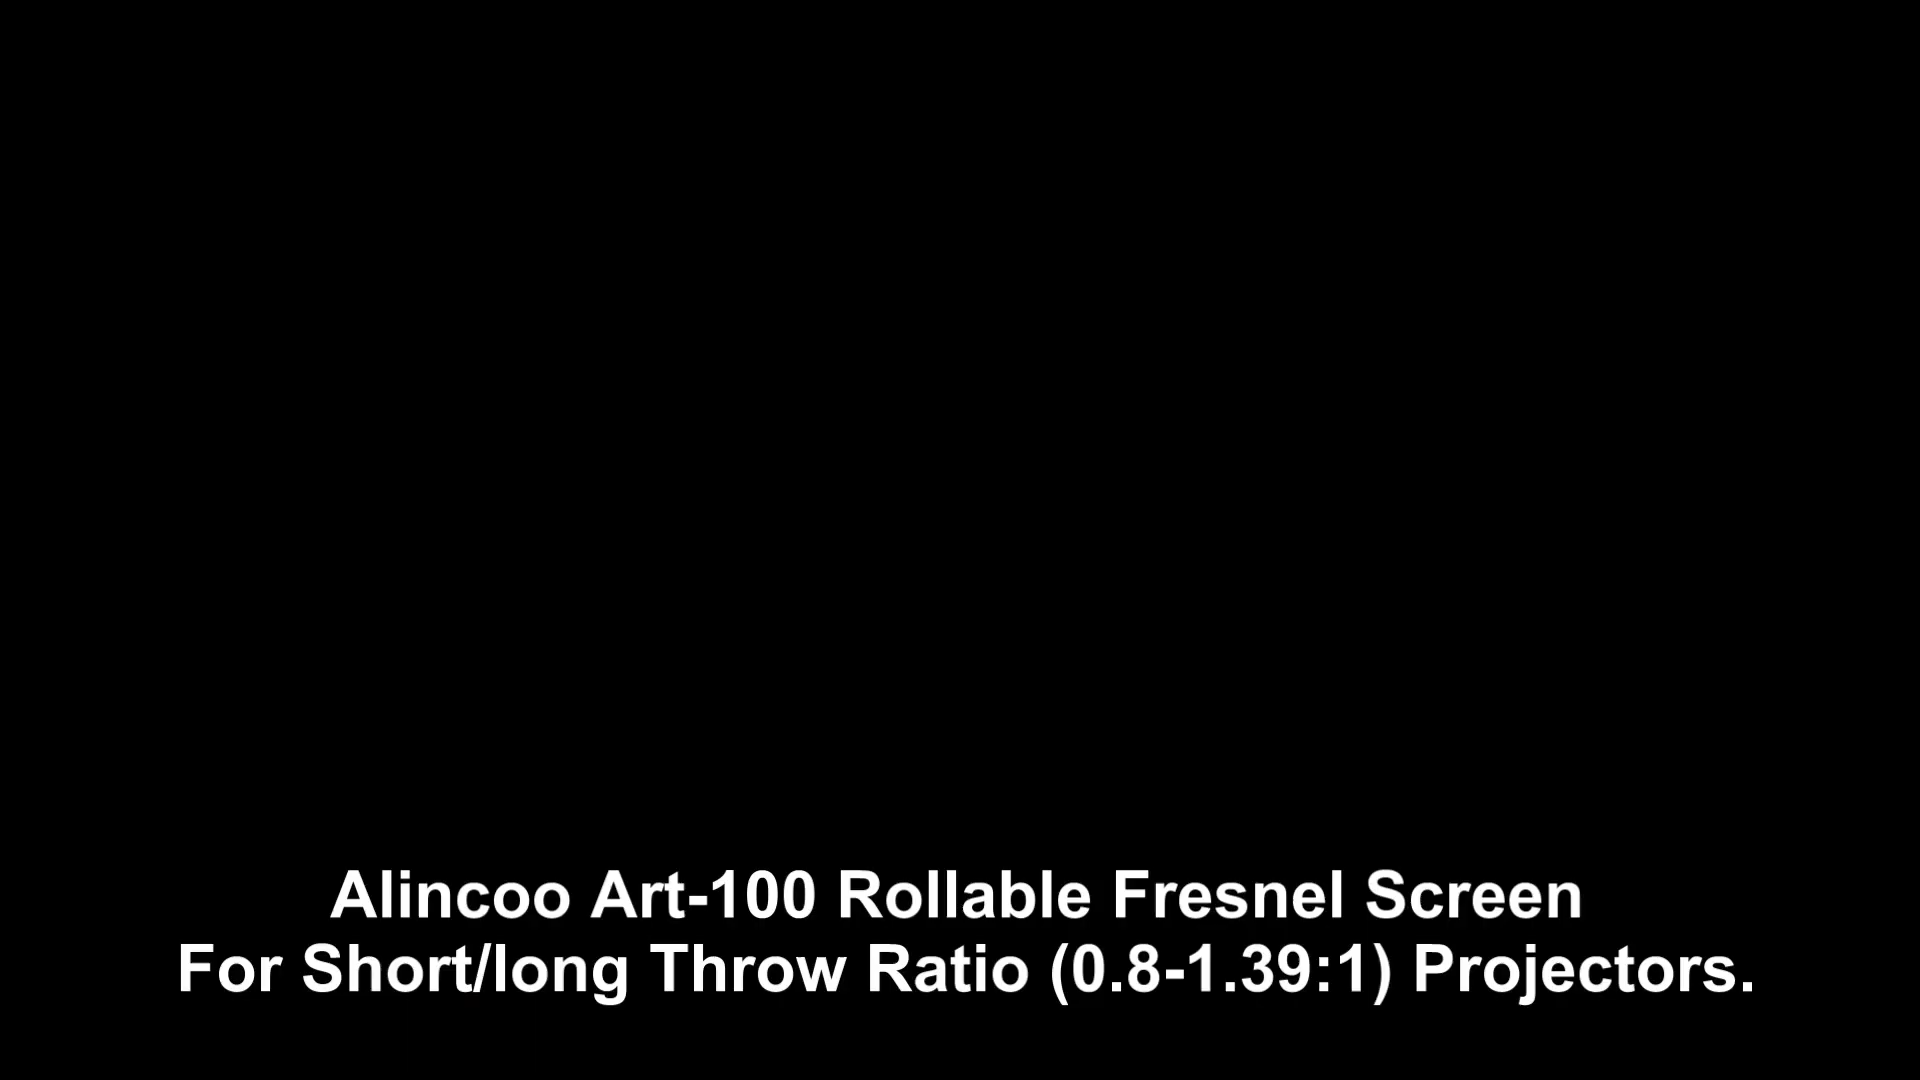 Alincoo Art-100 Rollable Fresnel Screen
For Short/long Throw Ratio (0.8-1.39:1) Projectors.